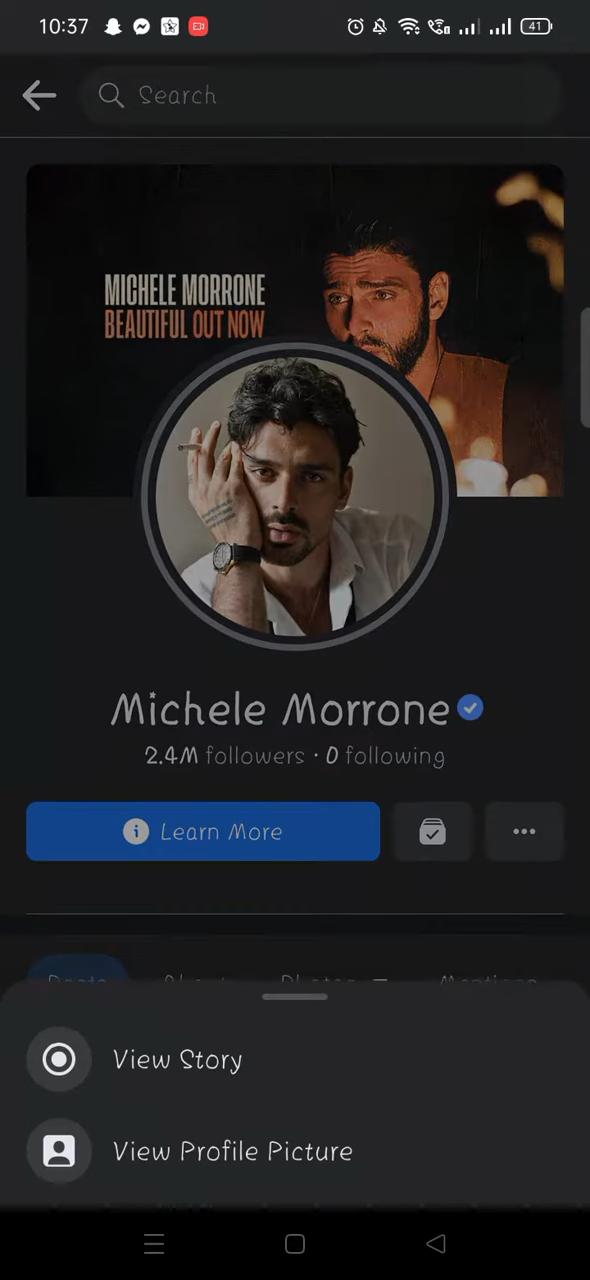 10:37
41
Search
MICHELE MORRONE
BEAUTIFUL OUT NOW
Michele Morrone
2.4M followers · 0 following
Learn More
View Story
View Profile Picture